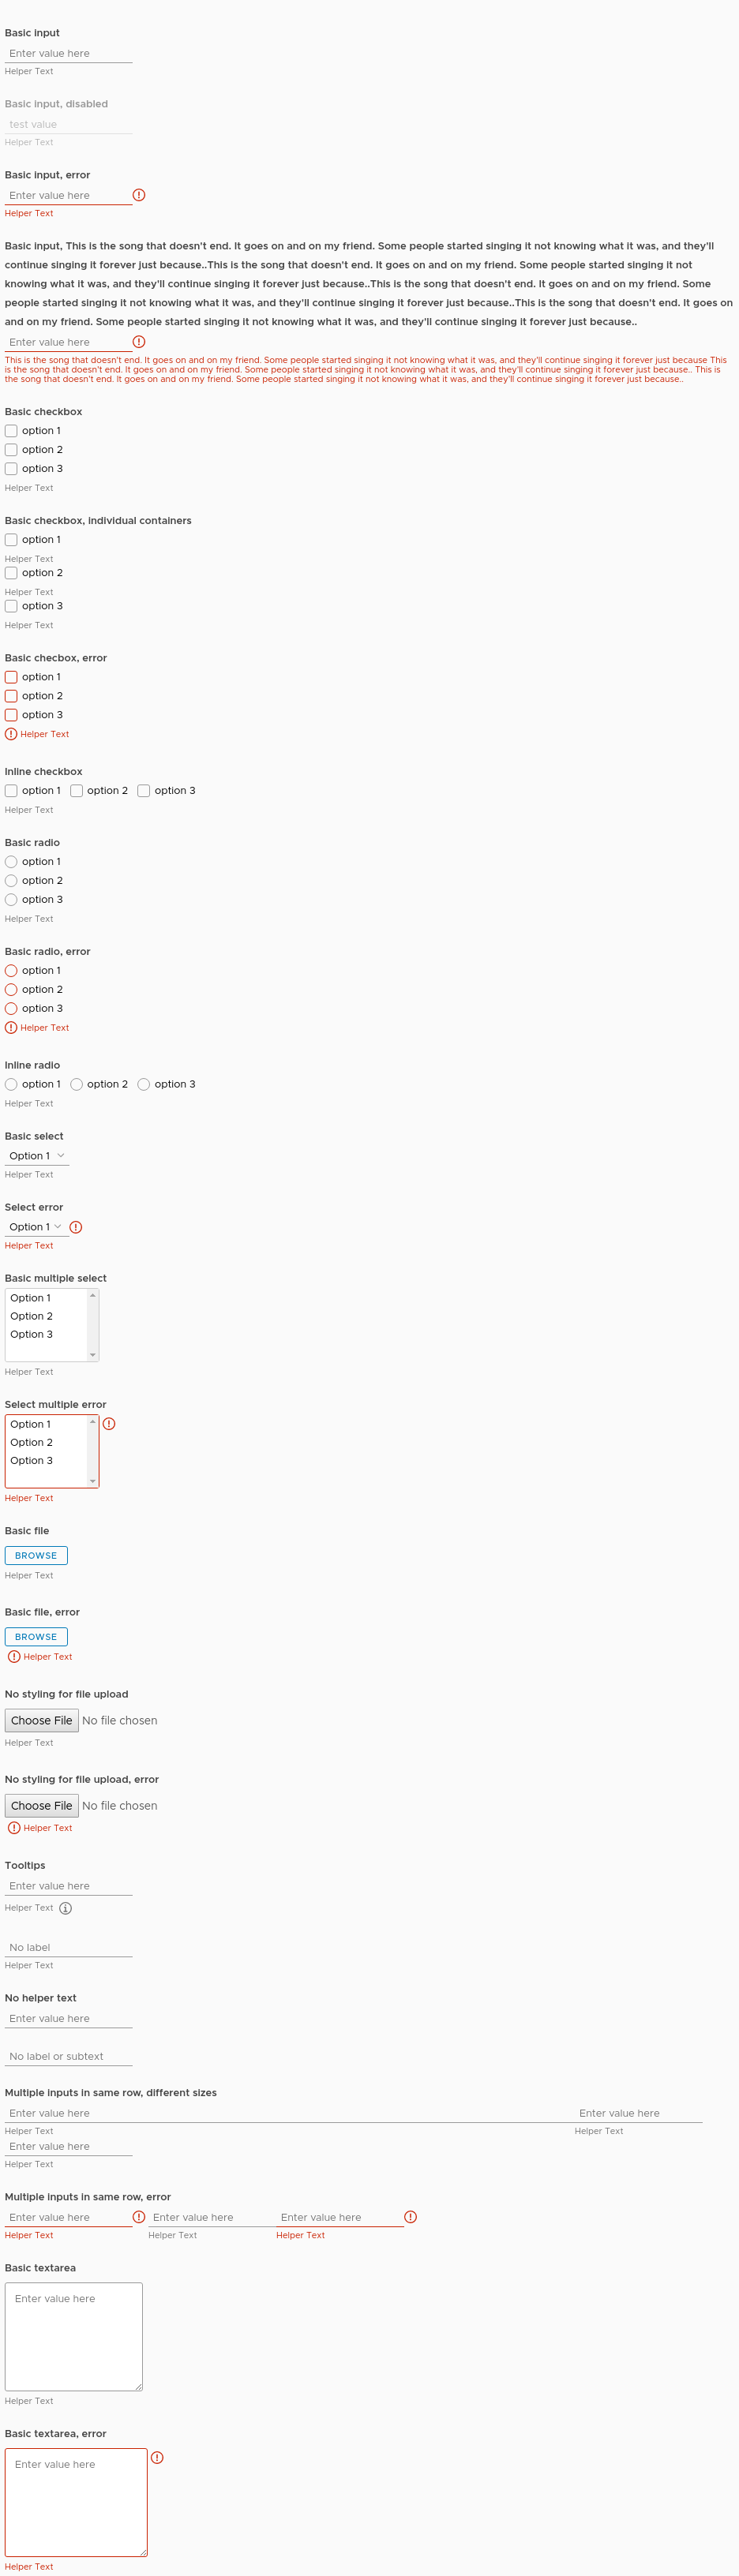 Basic input
Enter value here
Helper Text
Basic input, disabled
test value
Helper Text
Basic input, error
Enter value here
Helper Text
Basic input, This is the song that doesn't end. It goes on and on my friend. Some people started singing it not knowing what it was, and they'll
continue singing it forever just because..This is the song that doesn't end. It goes on and on my friend. Some people started singing it not
knowing what it was, and they'll continue singing it forever just because..This is the song that doesn't end. It goes on and on my friend. Some
people started singing it not knowing what it was, and they'll continue singing it forever just because..This is the song that doesn't end. It goes on
and on my friend. Some people started singing it not knowing what it was, and they'll continue singing it forever just because..
Enter value here
This is the song that doesn't end. It goes on and on my friend. Some people started singing it not knowing what it was, and they'll continue singing it forever just because This
is the song that doesn't end. It goes on and on my friend. Some people started singing it not knowing what it was, and they'll continue singing it forever just because.. This is
the song that doesn't end. It goes on and on my friend. Some people started singing it not knowing what it was, and they'll continue singing it forever just because..
Basic checkbox
option 1
option 2
option 3
Helper Text
Basic checkbox, individual containers
option 1
Helper Text
option 2
Helper Text
option 3
Helper Text
Basic checbox, error
option 1
option 2
option 3
Helper Text
Inline checkbox
option 1 option 2 option 3
Helper Text
Basic radio
option 1
option 2
option 3
Helper Text
Basic radio, error
option 1
option 2
option 3
Helper Text
Inline radio
option 1 option 2 option 3
Helper Text
Basic select
Option 1
Helper Text
Select error
Option 1
Helper Text
Basic multiple select
Option 1
Option 2
Option 3
Helper Text
Select multiple error
Option 1
Option 2
Option 3
Helper Text
Basic file
BROWSE
Helper Text
Basic file, error
BROWSE
Helper Text
No styling for file upload
Choose File No file chosen
Helper Text
No styling for file upload, error
Choose File No file chosen
Helper Text
Tooltips
Enter value here
Helper Text
No label
Helper Text
No helper text
Enter value here
No label or subtext
Multiple inputs in same row, different sizes
Enter value here Enter value here
Helper Text Helper Text
Enter value here
Helper Text
Multiple inputs in same row, error
Enter value here Enter value here Enter value here
Helper Text Helper Text Helper Text
Basic textarea
Enter value here
Helper Text
Basic textarea, error
Enter value here
Helper Text